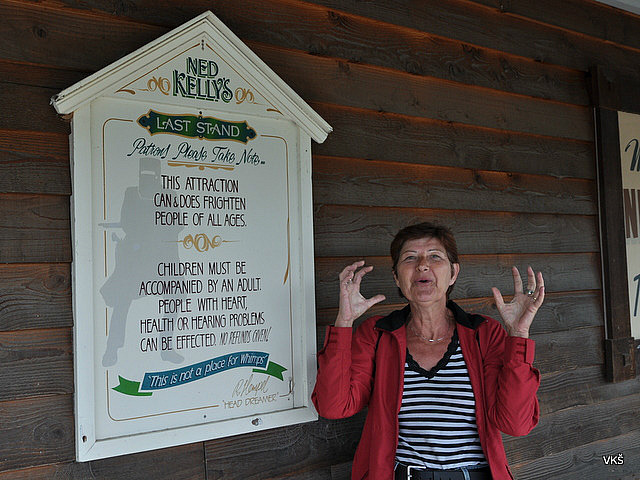 NED
KELLYS
LAST STAND
Patrons Please Take Note...
THIS ATTRACTION
CAN & DOES FRIGHTEN
PEOPLE OF ALL AGES.
CHILDREN MUST BE
ACCOMPANIED BY AN ADULT.
PEOPLE WITH HEART,
HEALTH OR HEARING PROBLEMS
CAN BE EFFECTED. NO REFUNDS GIVEN!
"This is not a place for Whimps"
"HEAD DREAMER"
VKŠ